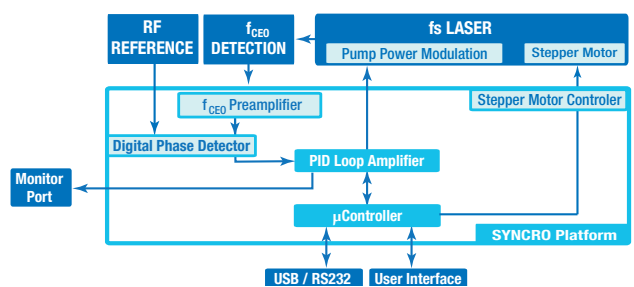 RF
REFERENCE
fCEO
DETECTION
fs LASER
Pump Power Modulation
Stepper Motor
fCEO Preamplifier
Stepper Motor Controler
Digital Phase Detector
PID Loop Amplifier
Monitor
Port
µController
SYNCRO Platform
USB / RS232
User Interface